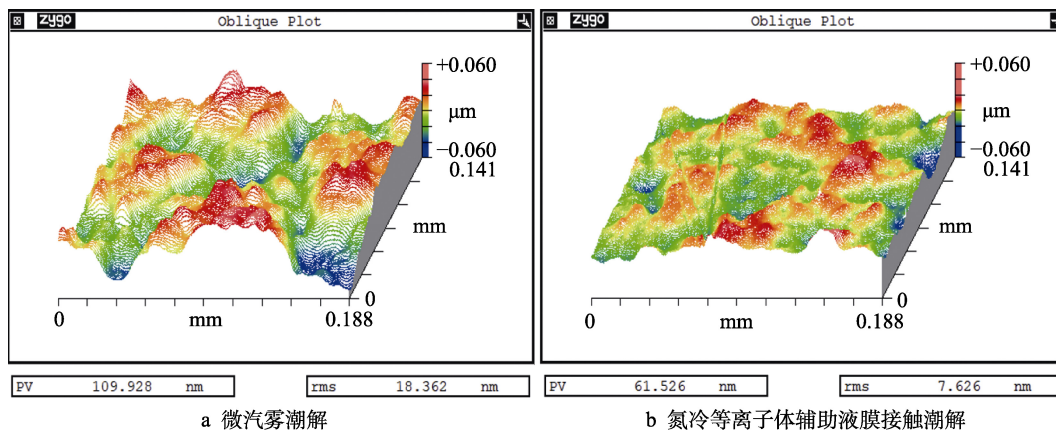 zygo Oblique Plot
+0.060
μm
−0.060
0.141
mm
0
0 mm 0.188
PV 109.928 nm rms 18.362 nm
a 微汽雾潮解
zygo Oblique Plot
+0.060
μm
−0.060
0.141
mm
0
0 mm 0.188
PV 61.526 nm rms 7.626 nm
b 氮冷等离子体辅助液膜接触潮解